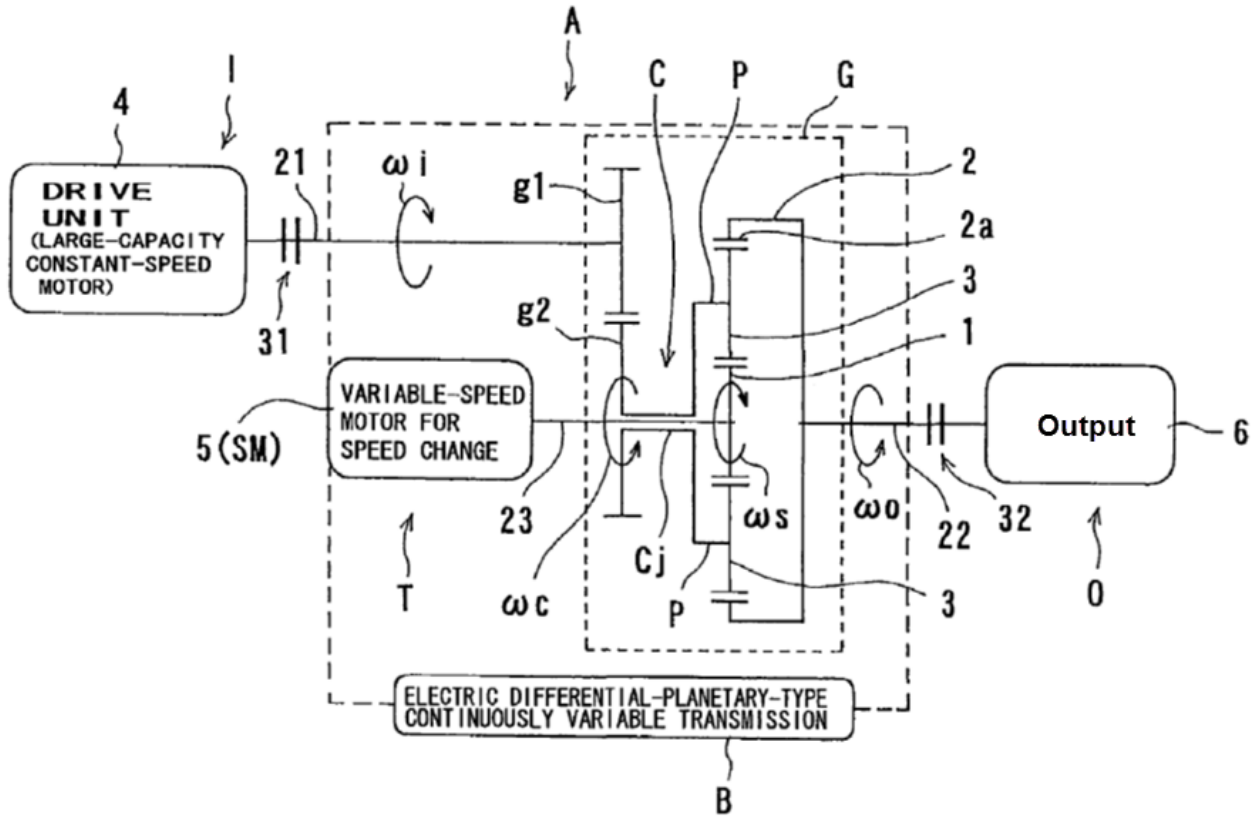 A
I
C
P
G
4
21
ωi
g1
2
DRIVE
UNIT
(LARGE-CAPACITY
CONSTANT-SPEED
MOTOR)
2a
31
g2
3
1
VARIABLE-SPEED
MOTOR FOR
SPEED CHANGE
Output
5(SM)
6
23
ωs
ωo
22
32
Cj
T
ωc
P
3
O
ELECTRIC DIFFERENTIAL-PLANETARY-TYPE
CONTINUOUSLY VARIABLE TRANSMISSION
B